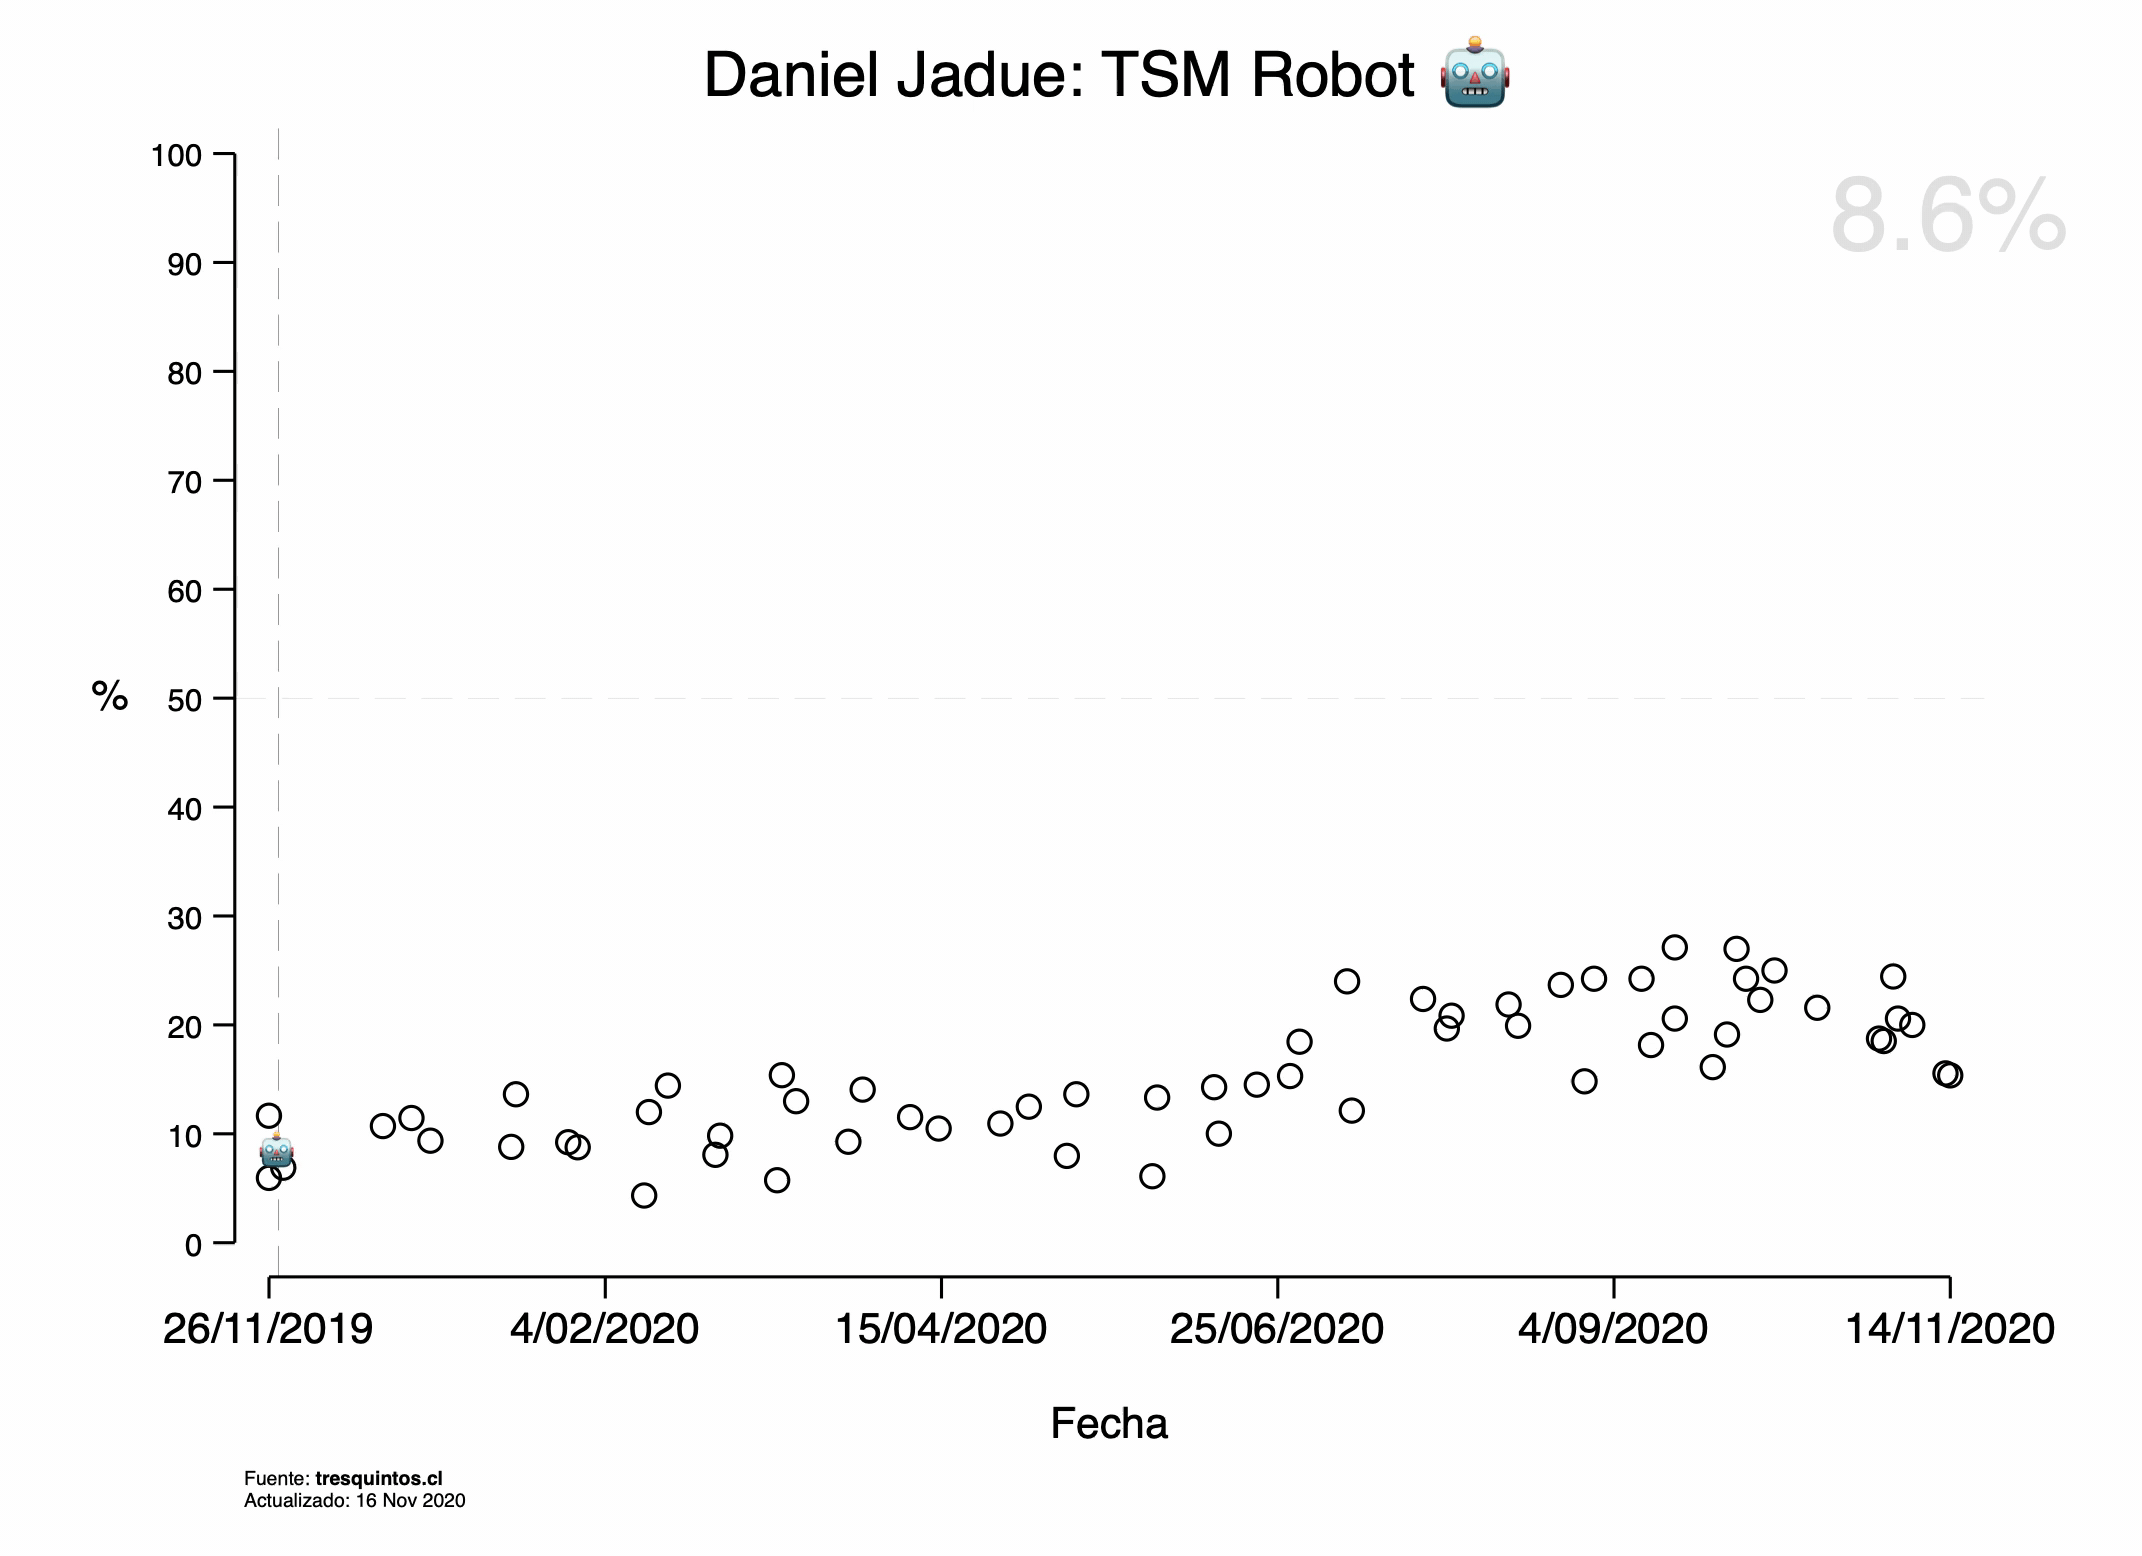 Daniel Jadue: TSM Robot 🤖
8.6%
100
90
80
70
60
50
40
30
20
10
0
%
26/11/2019 4/02/2020 15/04/2020 25/06/2020 4/09/2020 14/11/2020
Fecha
Fuente: tresquintos.cl
Actualizado: 16 Nov 2020